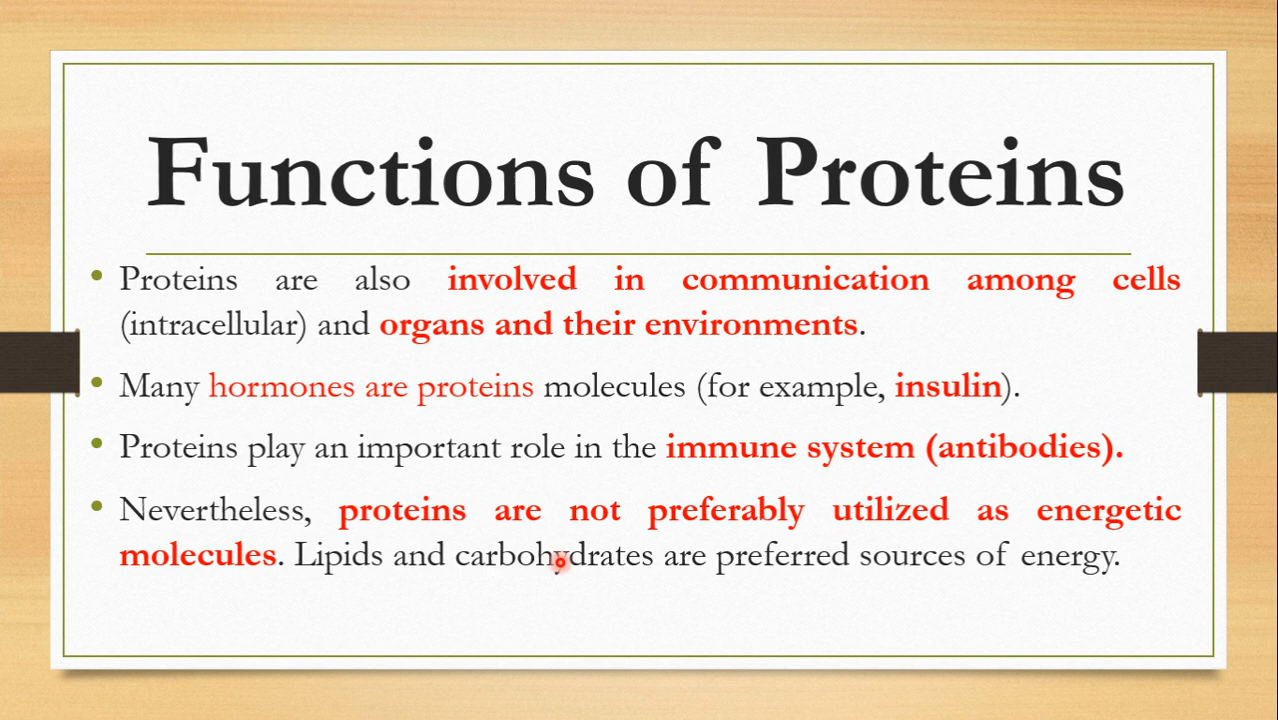 Functions of Proteins
• Proteins are also involved in communication among cells
(intracellular) and organs and their environments.
• Many hormones are proteins molecules (for example, insulin).
• Proteins play an important role in the immune system (antibodies).
• Nevertheless, proteins are not preferably utilized as energetic
molecules. Lipids and carbohydrates are preferred sources of energy.